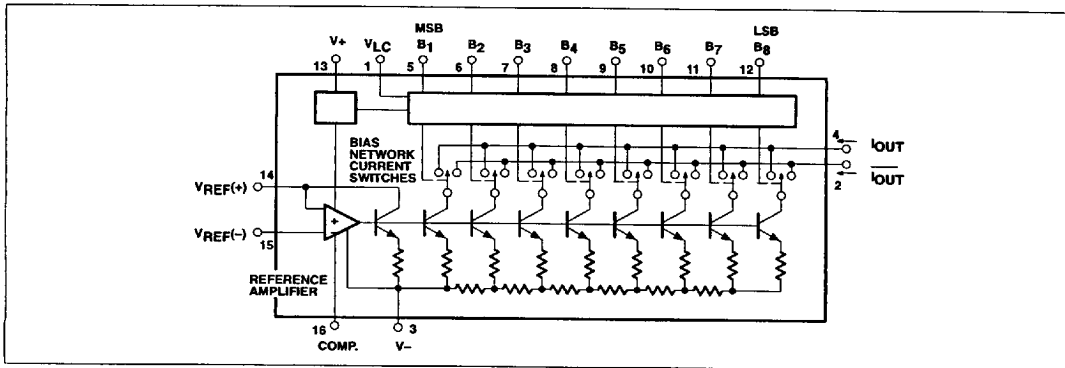 MSB LSB
V+ VLC B1 B2 B3 B4 B5 B6 B7 B8
13 1 5 6 7 8 9 10 11 12
BIAS
NETWORK
CURRENT
SWITCHES
4 IOUT
2 IOUT
VREF(+) 14
VREF(–) 15
+
REFERENCE
AMPLIFIER
16 3
COMP. V–